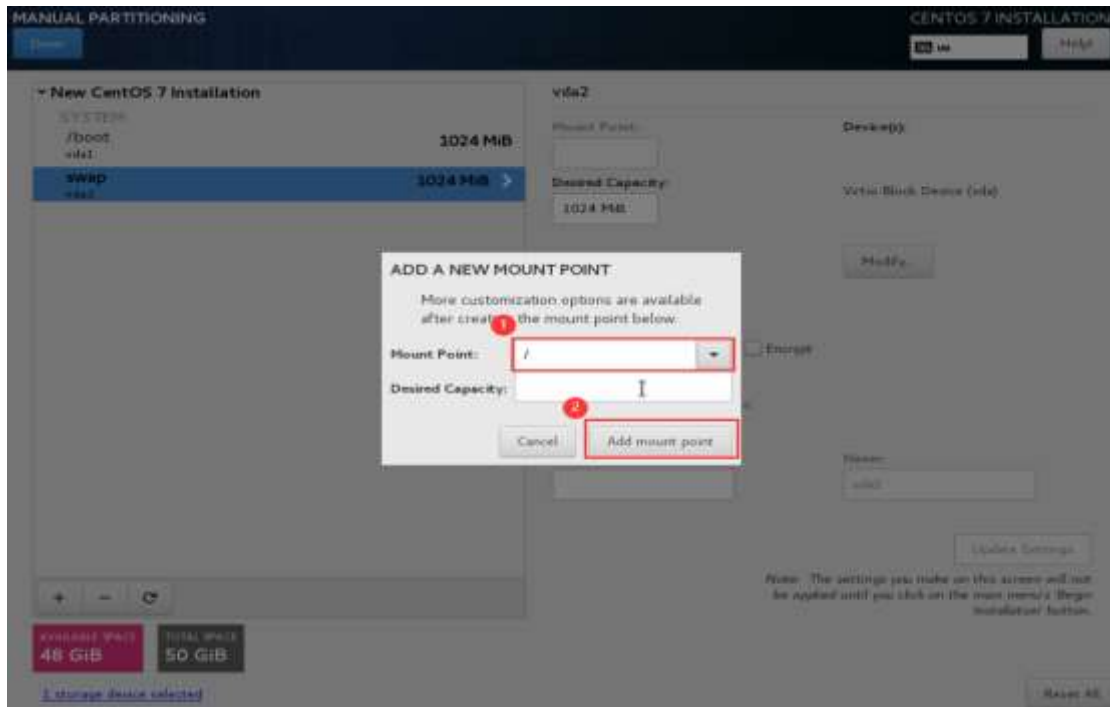 MANUAL PARTITIONING
CENTOS 7 INSTALLATION
Done
us
Help!
New CentOS 7 Installation
SYSTEM
/boot
vda1
1024 MiB
swap
vda2
1024 MiB
vda2
Mount Point:
Device(s):
Desired Capacity:
1024 MiB
Virtio Block Device (vda)
Modify...
ADD A NEW MOUNT POINT
More customization options are available
after creating the mount point below.
1
Mount Point: /
Desired Capacity:
2
Cancel
Add mount point
Encrypt
Name:
vda2
Update Settings
Note: The settings you make on this screen will not
be applied until you click on the main menu's 'Begin
Installation' button.
+ -
AVAILABLE SPACE
48 GiB
TOTAL SPACE
50 GiB
1 storage device selected
Reset All